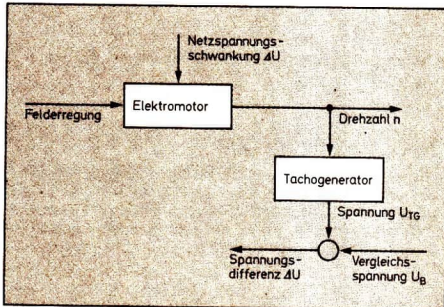 Netzspannungs-
schwankung ΔU
Felderregung
Elektromotor
Drehzahl n
Tachogenerator
Spannung U_TG
Spannungs-
differenz ΔU
Vergleichs-
spannung U_B